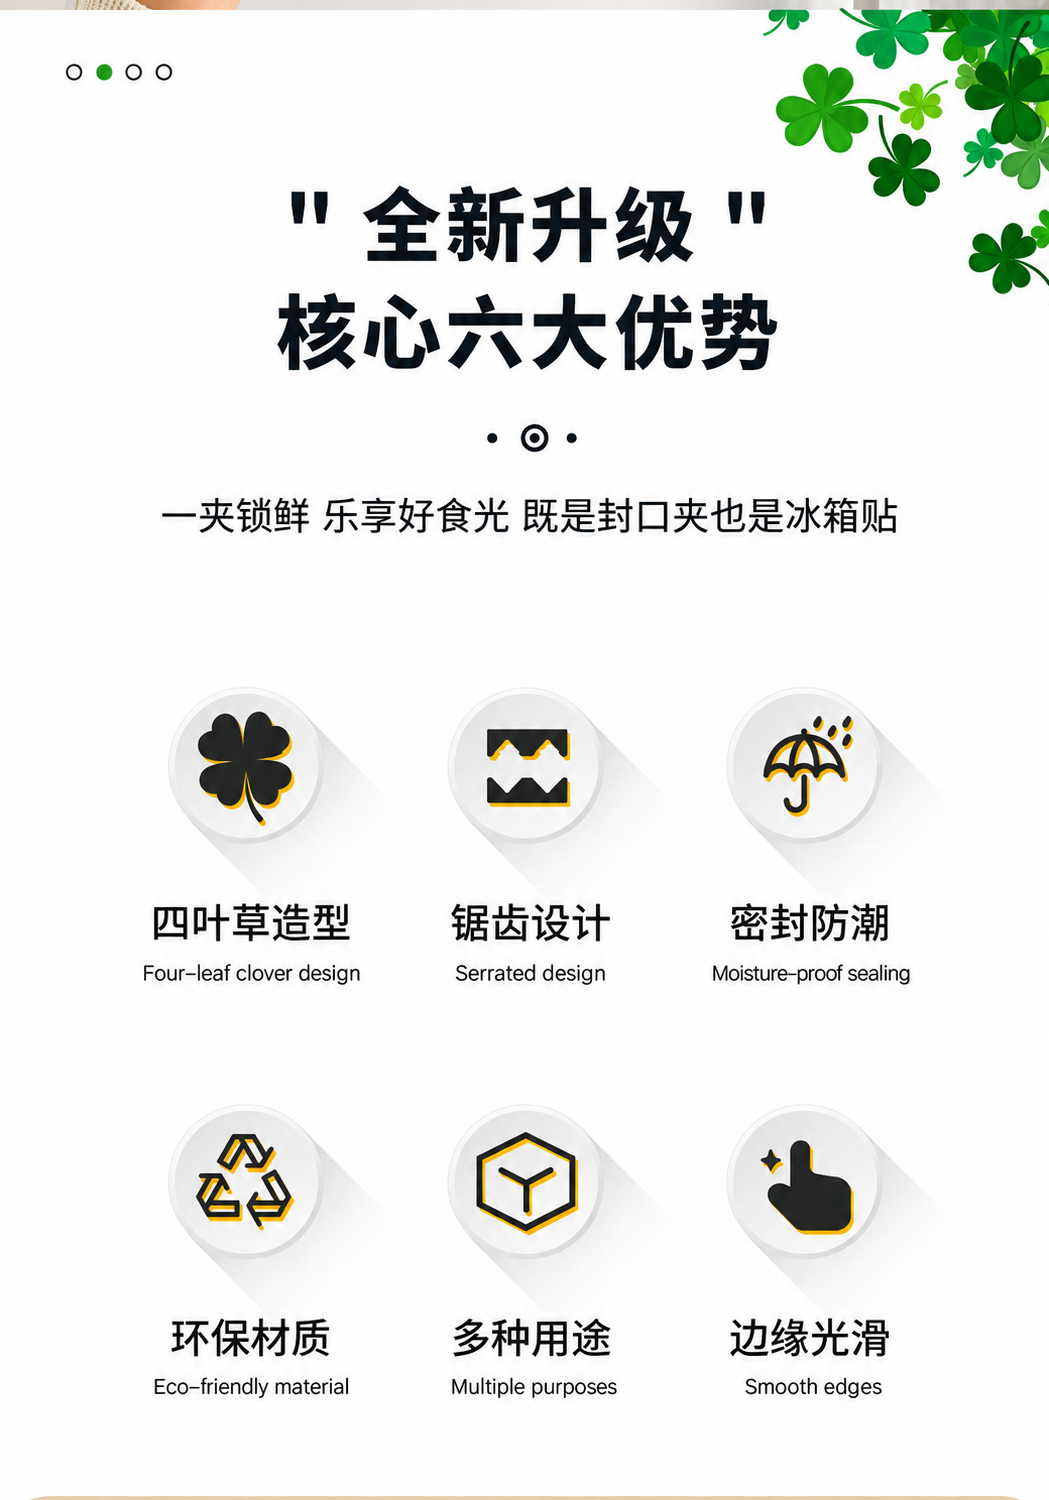 " 全新升级 "
核心六大优势
一夹锁鲜 乐享好食光 既是封口夹也是冰箱贴
四叶草造型
Four-leaf clover design
锯齿设计
Serrated design
密封防潮
Moisture-proof sealing
环保材质
Eco-friendly material
多种用途
Multiple purposes
边缘光滑
Smooth edges